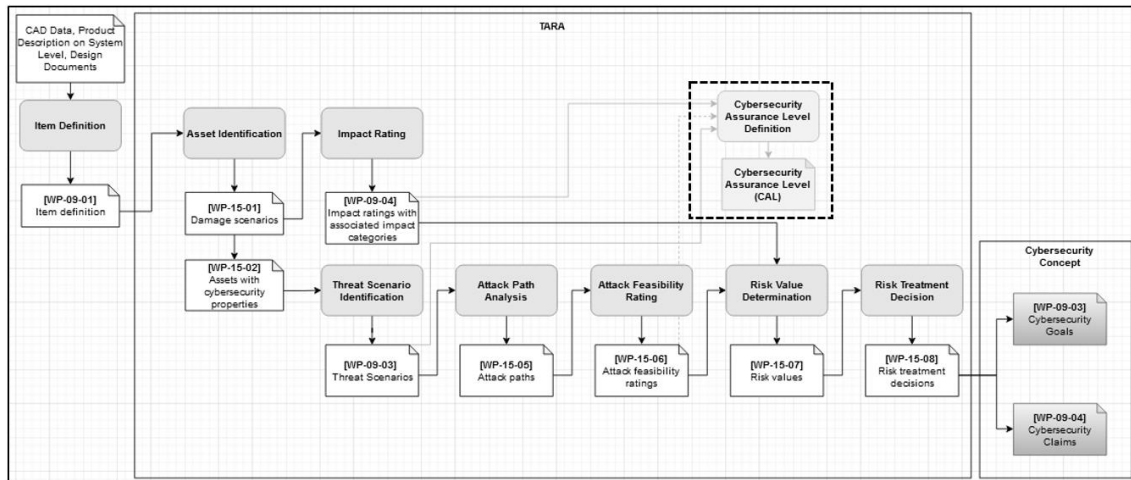 CAD Data, Product
Description on System
Level, Design
Documents
TARA
Item Definition
Asset Identification
Impact Rating
Cybersecurity
Assurance Level
Definition
[WP-09-01]
Item definition
[WP-15-01]
Damage scenarios
[WP-09-04]
Impact ratings with
associated impact
categories
Cybersecurity
Assurance Level
(CAL)
[WP-15-02]
Assets with
cybersecurity
properties
Threat Scenario
Identification
Attack Path
Analysis
Attack Feasibility
Rating
Risk Value
Determination
Risk Treatment
Decision
[WP-09-03]
Threat Scenarios
[WP-15-05]
Attack paths
[WP-15-06]
Attack feasibility
ratings
[WP-15-07]
Risk values
[WP-15-08]
Risk treatment
decisions
Cybersecurity
Concept
[WP-09-03]
Cybersecurity
Goals
[WP-09-04]
Cybersecurity
Claims